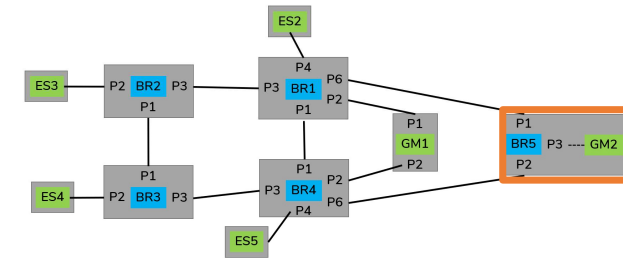 ES2
P4
ES3 P2 BR2 P3 P3 BR1 P6
P2
P1 P1
P1
GM1
P2
P1
BR5 P3 ---- GM2
P2
P1 P1
ES4 P2 BR3 P3 P3 BR4 P2
P6
P4
ES5